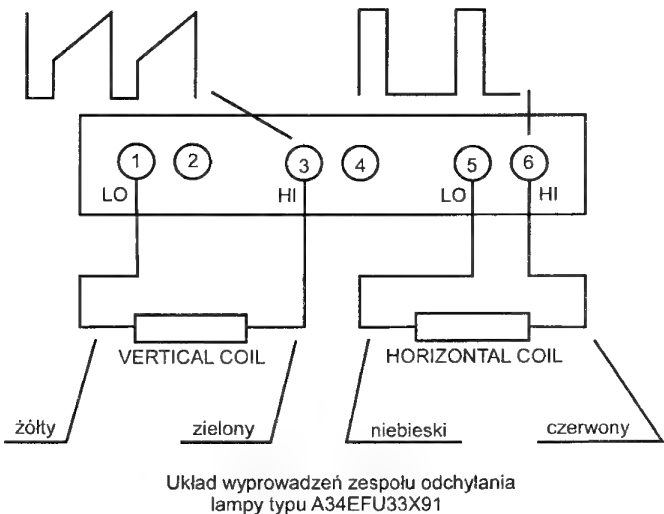 1 2 3 4 5 6
LO HI LO HI
VERTICAL COIL HORIZONTAL COIL
żółty zielony niebieski czerwony
Układ wyprowadzeń zespołu odchylania
lampy typu A34EFU33X91